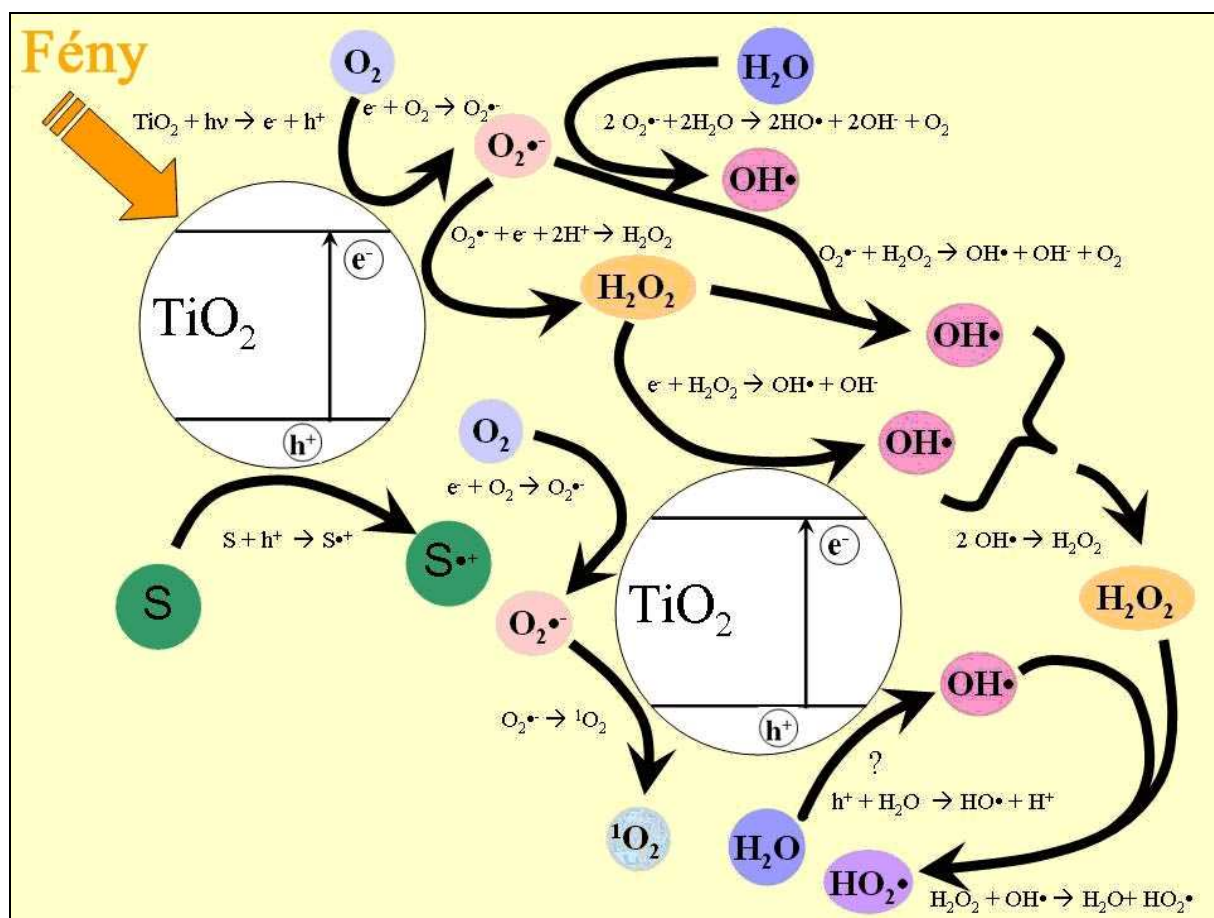 Fény
O₂
H₂O
TiO₂ + hν → e⁻ + h⁺
e⁻ + O₂ → O₂•⁻
2 O₂•⁻ + 2H₂O → 2HO• + 2OH⁻ + O₂
O₂•⁻
OH•
O₂•⁻ + e⁻ + 2H⁺ → H₂O₂
O₂•⁻ + H₂O₂ → OH• + OH⁻ + O₂
e⁻
TiO₂
H₂O₂
OH•
e⁻ + H₂O₂ → OH• + OH⁻
h⁺
O₂
OH•
e⁻ + O₂ → O₂•⁻
S + h⁺ → S•⁺
S•⁺
S
e⁻
2 OH• → H₂O₂
TiO₂
H₂O₂
O₂•⁻
OH•
O₂•⁻ → ¹O₂
h⁺
?
h⁺ + H₂O → HO• + H⁺
¹O₂
H₂O
HO₂•
H₂O₂ + OH• → H₂O+ HO₂•